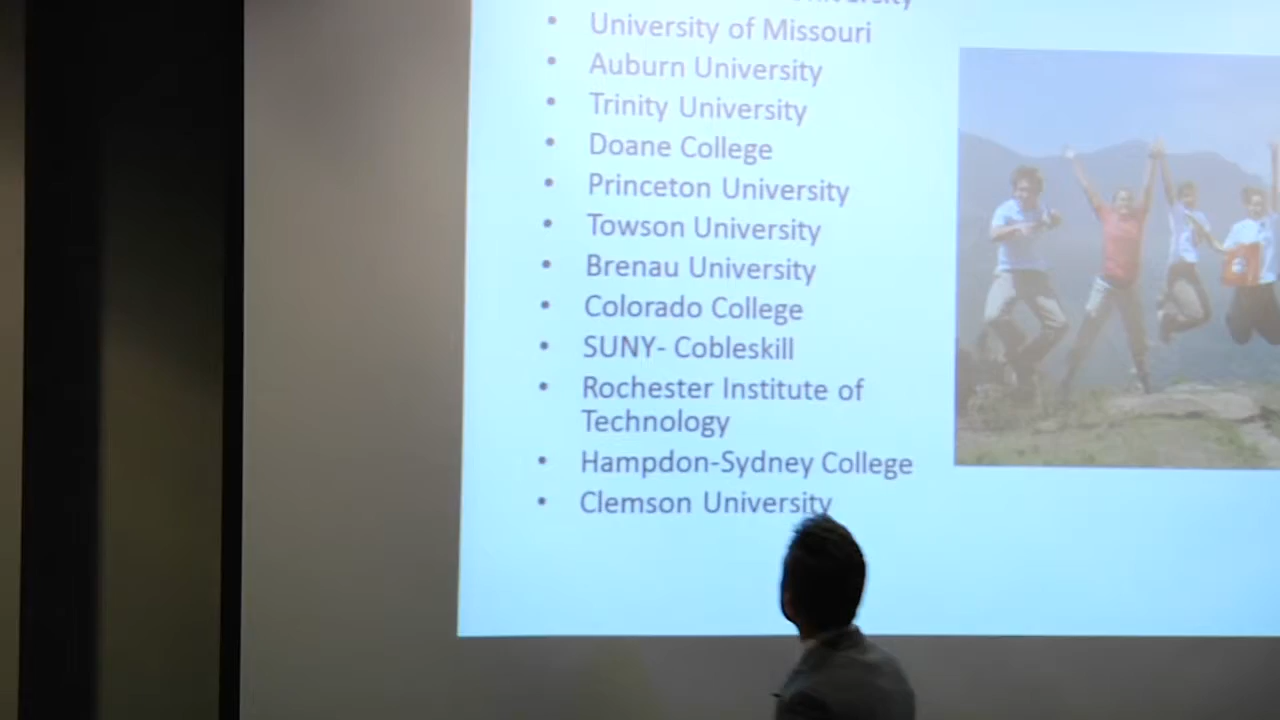 University of Missouri
Auburn University
Trinity University
Doane College
Princeton University
Towson University
Brenau University
Colorado College
SUNY- Cobleskill
Rochester Institute of
Technology
Hampdon-Sydney College
Clemson University